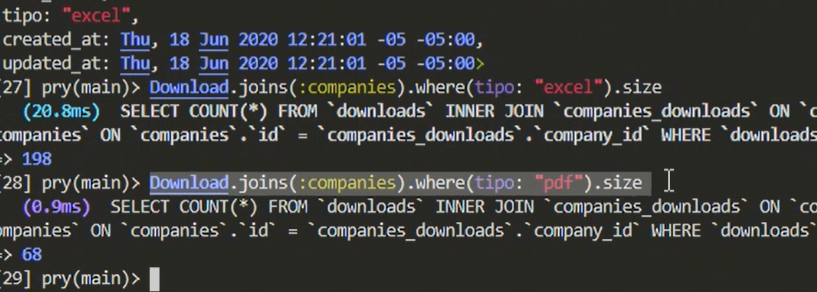 tipo: "excel",
created_at: Thu, 18 Jun 2020 12:21:01 -05 -05:00,
updated_at: Thu, 18 Jun 2020 12:21:01 -05 -05:00>
[27] pry(main)> Download.joins(:companies).where(tipo: "excel").size
(20.8ms) SELECT COUNT(*) FROM `downloads` INNER JOIN `companies_downloads` ON `c
ompanies` ON `companies`.`id` = `companies_downloads`.`company_id` WHERE `downloads
=> 198
[28] pry(main)> Download.joins(:companies).where(tipo: "pdf").size
(0.9ms) SELECT COUNT(*) FROM `downloads` INNER JOIN `companies_downloads` ON `co
ompanies` ON `companies`.`id` = `companies_downloads`.`company_id` WHERE `downloads`
=> 68
[29] pry(main)>